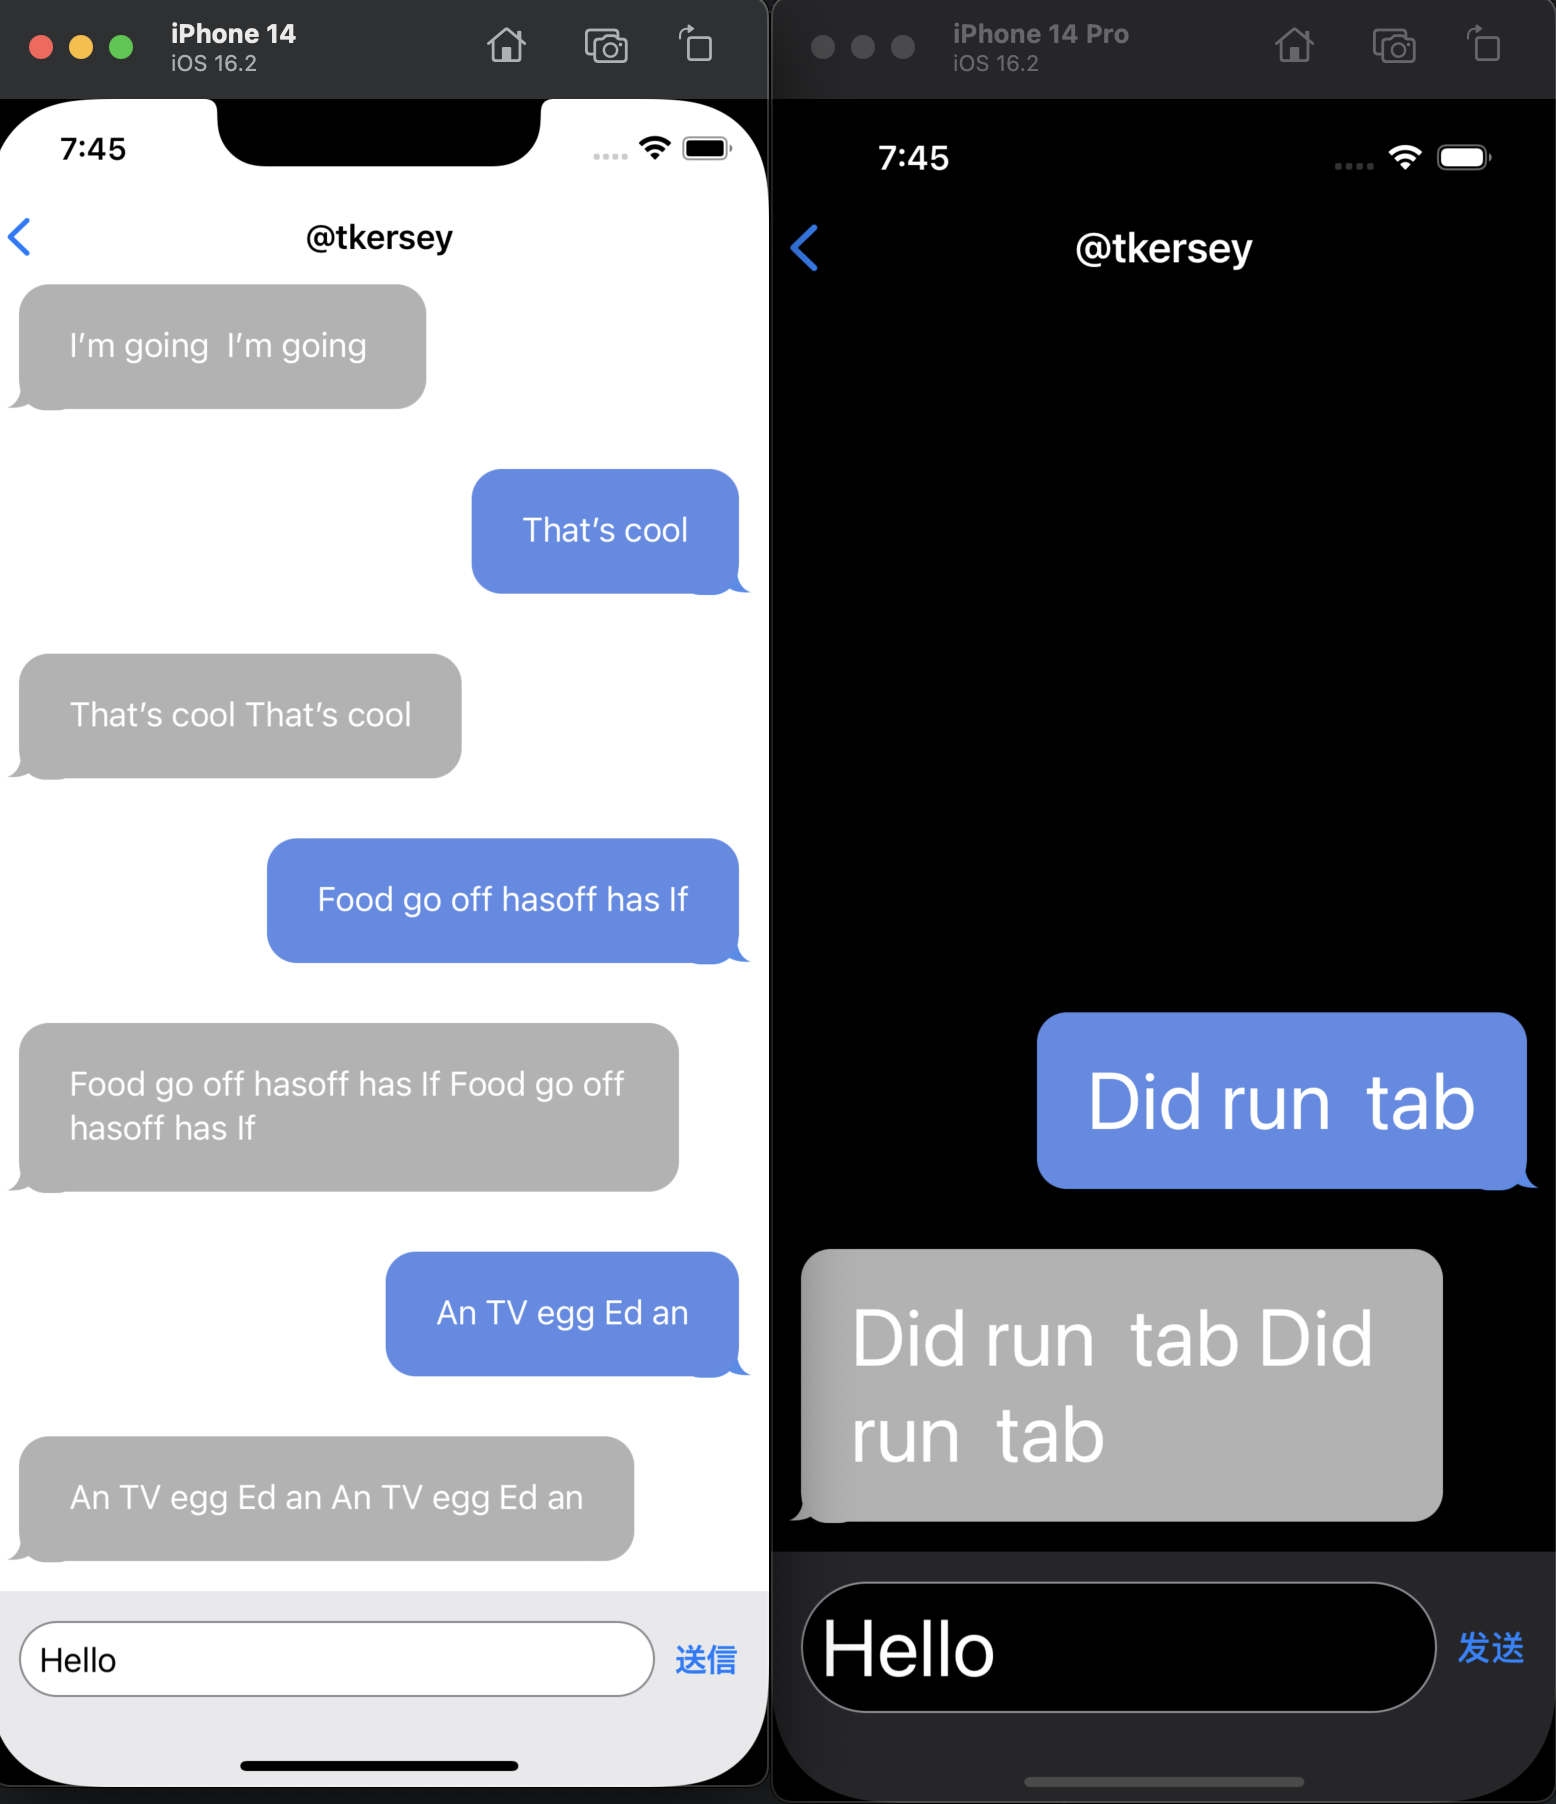 iPhone 14
iOS 16.2
7:45
@tkersey
I’m going  I’m going
That’s cool
That’s cool That’s cool
Food go off hasoff has If
Food go off hasoff has If Food go off
hasoff has If
An TV egg Ed an
An TV egg Ed an An TV egg Ed an
Hello
送信
iPhone 14 Pro
iOS 16.2
7:45
@tkersey
Did run  tab
Did run  tab Did
run  tab
Hello
发送